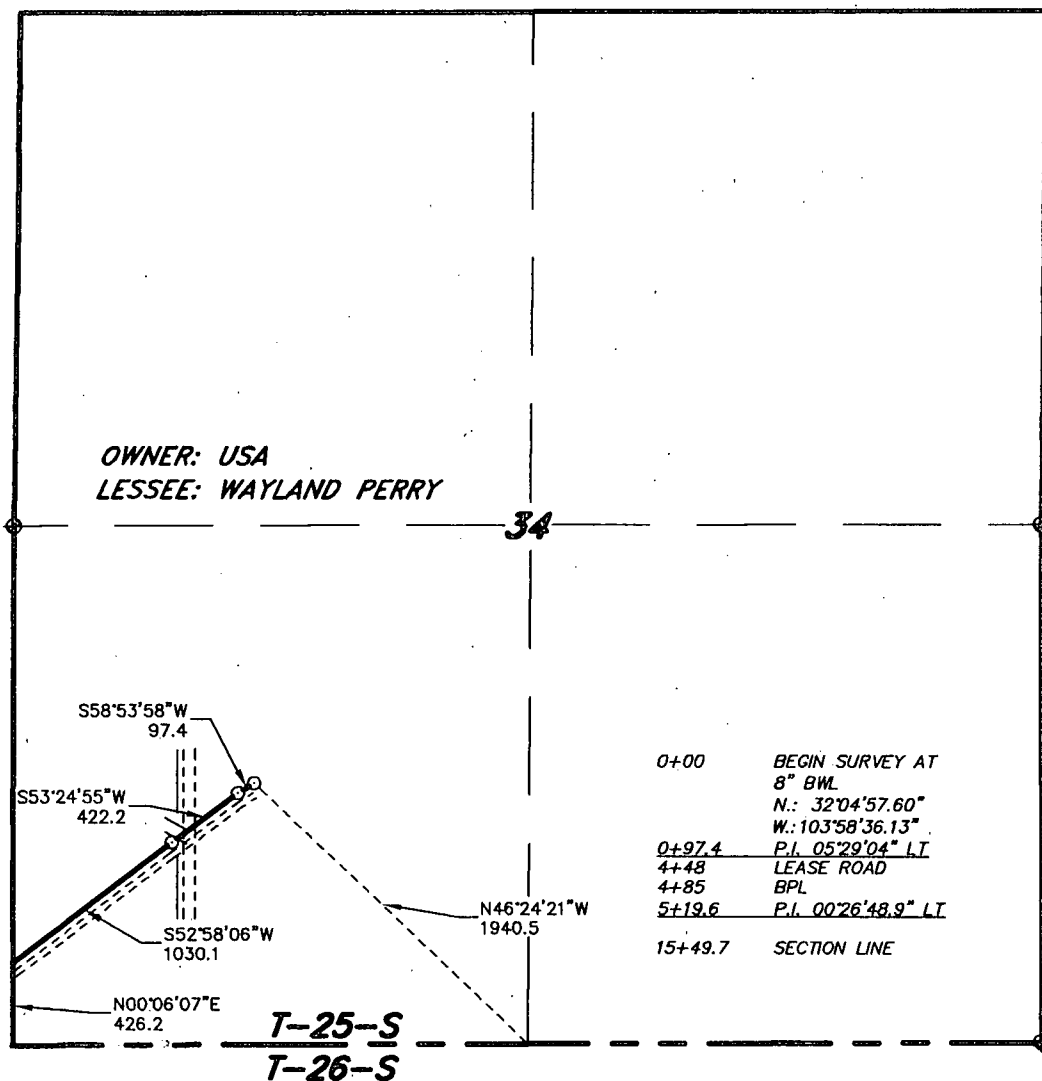 OWNER: USA
LESSEE: WAYLAND PERRY
34
S58°53'58"W
97.4
S53°24'55"W
422.2
S52°58'06"W
1030.1
N00°06'07"E
426.2
N46°24'21"W
1940.5
0+00 BEGIN SURVEY AT
8" BWL
N.: 32°04'57.60"
W.: 103°58'36.13"
0+97.4 P.I. 05°29'04" LT
4+48 LEASE ROAD
4+85 BPL
5+19.6 P.I. 00°26'48.9" LT
15+49.7 SECTION LINE
T-25-S
T-26-S